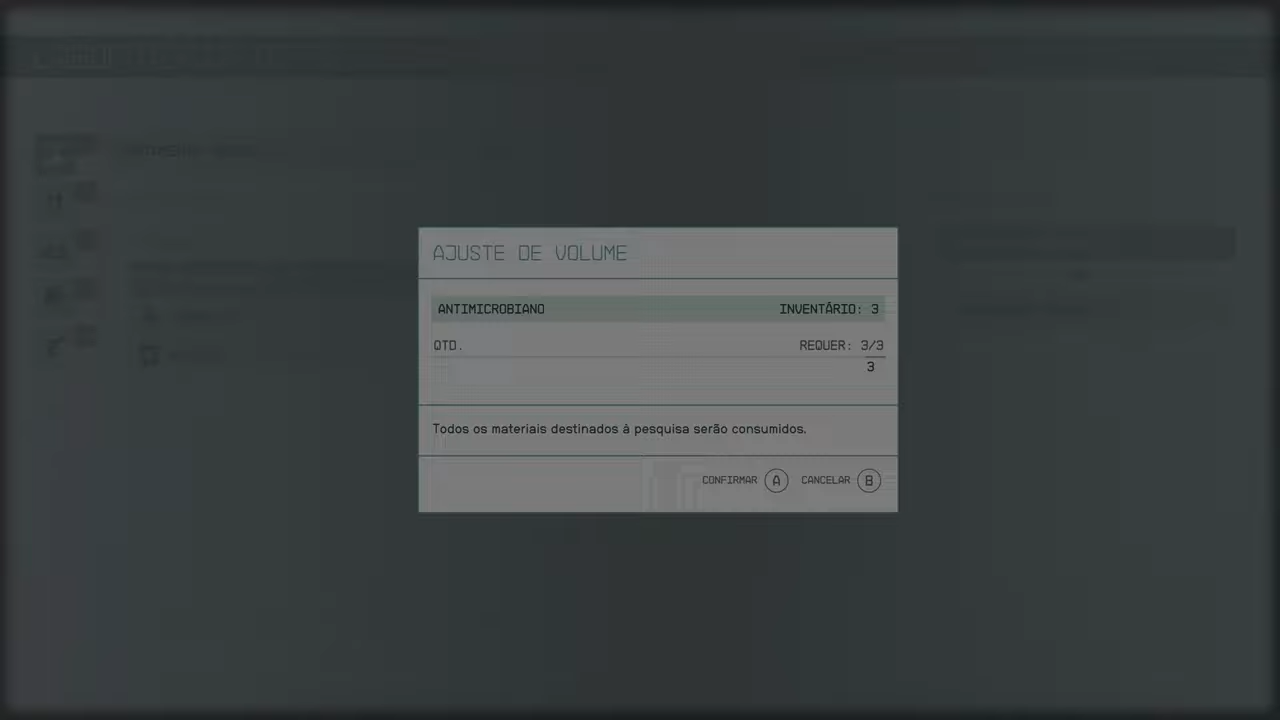 AJUSTE DE VOLUME
ANTIMICROBIANO INVENTÁRIO: 3
QTD. REQUER: 3/3
3
Todos os materiais destinados à pesquisa serão consumidos.
CONFIRMAR A CANCELAR B